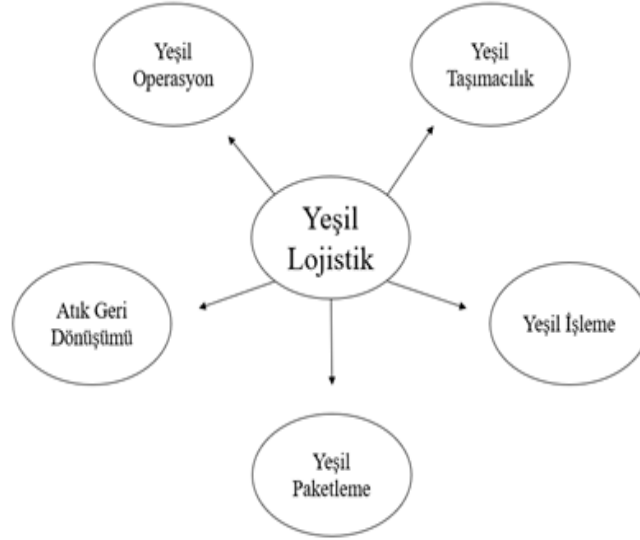 Yeşil
Operasyon
Yeşil
Taşımacılık
Yeşil
Lojistik
Atık Geri
Dönüşümü
Yeşil İşleme
Yeşil
Paketleme